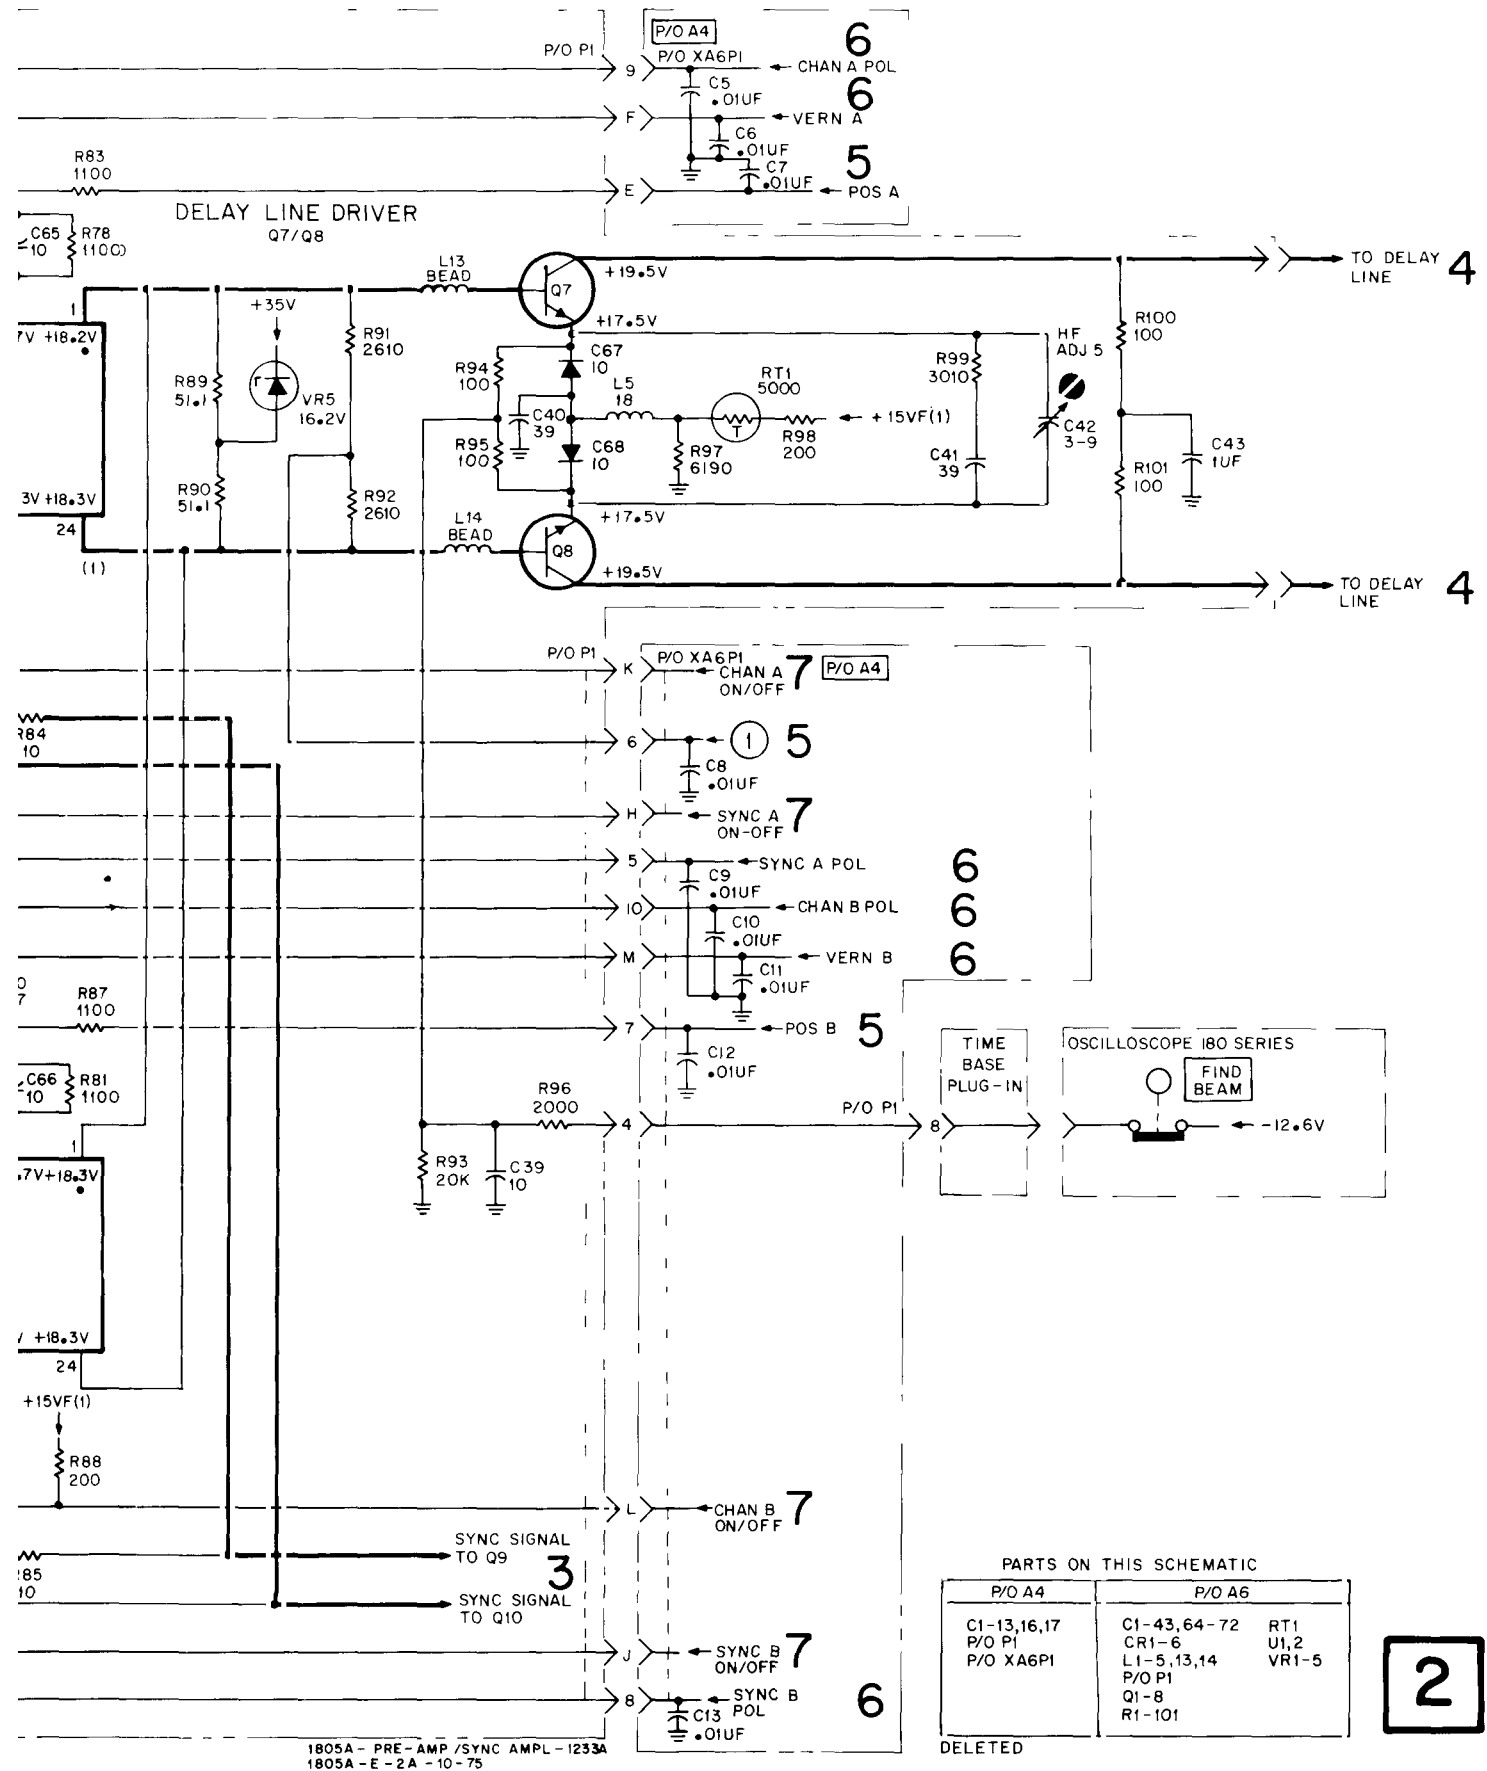 P/O A4
P/O P1
P/O XA6P1
6
9
CHAN A POL
C5
.01UF
6
F
VERN A
C6
.01UF
R83
1100
C7
.01UF
5
E
POS A
DELAY LINE DRIVER
Q7/Q8
C65
10
R78
1100
L13
BEAD
Q7
+19.5V
TO DELAY
LINE
4
1
+35V
7V +18.2V
R91
2610
+17.5V
R100
100
HF
ADJ 5
R89
51.1
VR5
16.2V
R94
100
C67
10
L5
18
RT1
5000
T
R99
3010
C40
39
+15VF(1)
R98
200
R97
6190
C42
3-9
R95
100
C68
10
C41
39
C43
1UF
R101
100
3V +18.3V
R90
51.1
R92
2610
24
(1)
L14
BEAD
+17.5V
Q8
+19.5V
TO DELAY
LINE
4
P/O P1
K
P/O XA6P1
CHAN A
ON/OFF
7
P/O A4
R84
10
6
1
5
C8
.01UF
H
SYNC A
ON-OFF
7
5
SYNC A POL
6
C9
.01UF
10
CHAN B POL
6
C10
.01UF
M
VERN B
6
C11
.01UF
0
7
R87
1100
7
POS B
5
C12
.01UF
TIME
BASE
PLUG-IN
OSCILLOSCOPE 180 SERIES
FIND
BEAM
C66
10
R81
1100
R96
2000
4
P/O P1
8
-12.6V
1
.7V+18.3V
R93
20K
C39
10
V +18.3V
24
+15VF(1)
R88
200
L
CHAN B
ON/OFF
7
SYNC SIGNAL
TO Q9
3
R85
10
SYNC SIGNAL
TO Q10
J
SYNC B
ON/OFF
7
8
SYNC B
POL
6
C13
.01UF
PARTS ON THIS SCHEMATIC
P/O A4
P/O A6
C1-13,16,17
P/O P1
P/O XA6P1
C1-43,64-72
CR1-6
L1-5,13,14
P/O P1
Q1-8
R1-101
RT1
U1,2
VR1-5
2
DELETED
1805A- PRE-AMP/SYNC AMPL-1233A
1805A-E-2A-10-75